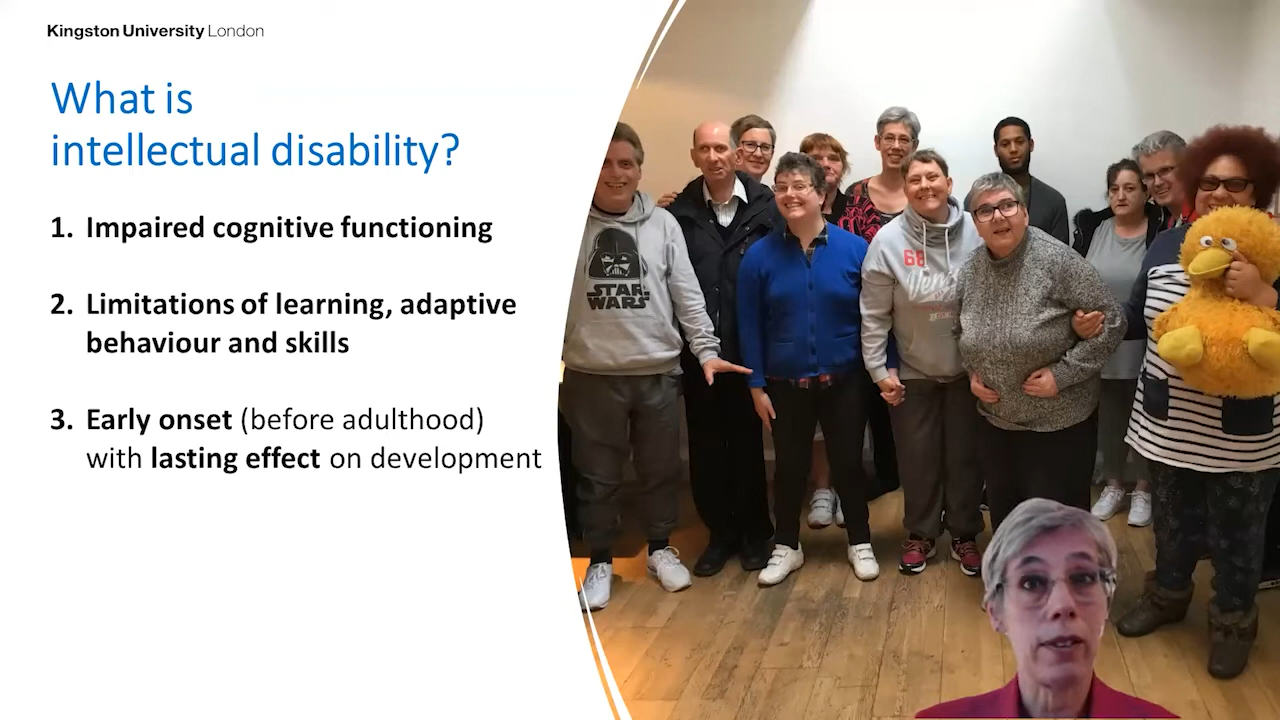 Kingston University London
What is
intellectual disability?
1. Impaired cognitive functioning
2. Limitations of learning, adaptive
behaviour and skills
3. Early onset (before adulthood)
with lasting effect on development
STAR
WARS
68